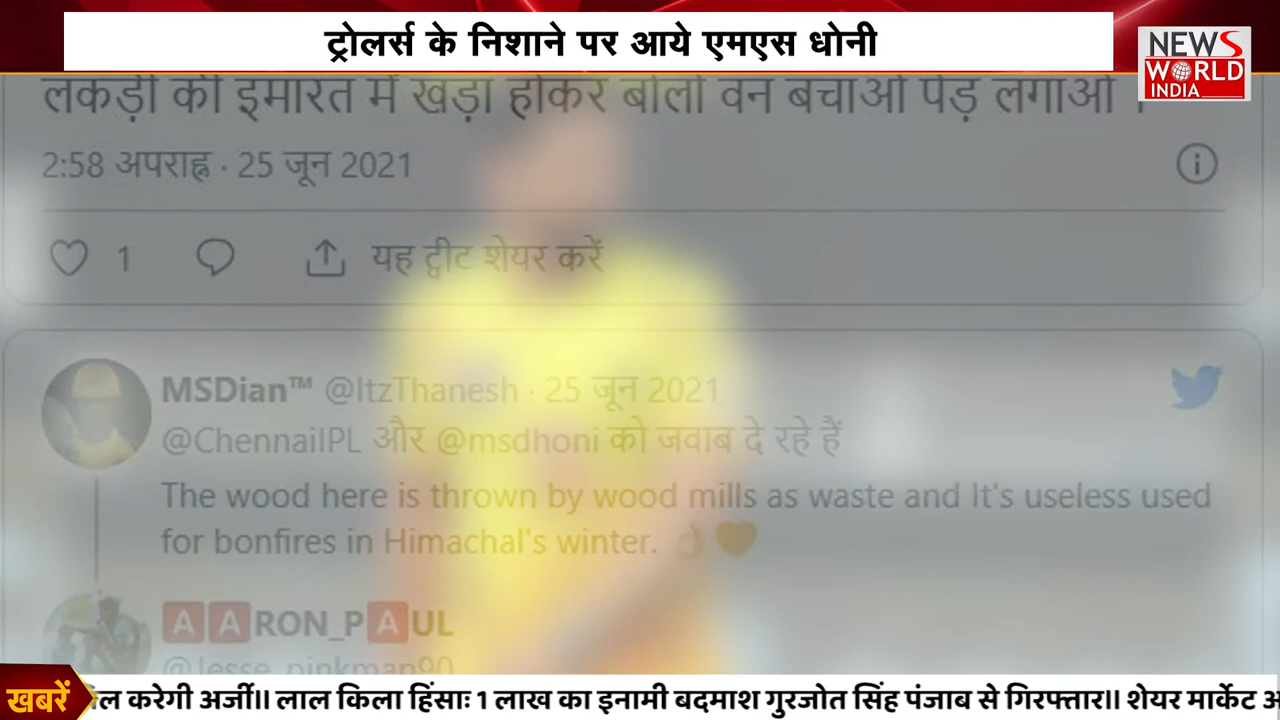 ट्रोलर्स के निशाने पर आये एमएस धोनी
NEWS
WORLD
INDIA
लकड़ी की इमारत में खड़ा होकर बोलो वन बचाओ पेड़ लगाओ ।
2:58 अपराह्न · 25 जून 2021
1
यह ट्वीट शेयर करें
MSDian™ @ItzThanesh · 25 जून 2021
@ChennaiIPL और @msdhoni को जवाब दे रहे हैं
The wood here is thrown by wood mills as waste and It's useless used
for bonfires in Himachal's winter. 👌🏻❤️
🅰🅰RON_P🅰UL
@Jesse_pinkman90
खबरें
करेगी अर्जी॥ लाल किला हिंसाः 1 लाख का इनामी बदमाश गुरजोत सिंह पंजाब से गिरफ्तार॥ शेयर मार्केट